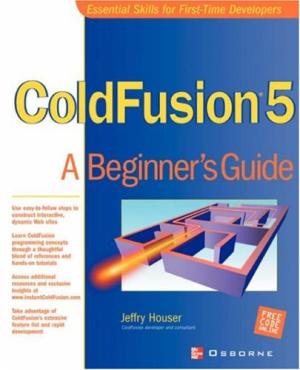 Essential Skills for First-Time Developers
ColdFusion® 5
A Beginner's Guide
Use easy-to-follow steps to
construct interactive,
dynamic Web sites
Learn ColdFusion
programming concepts
through a thoughtful
blend of references and
hands-on tutorials
Access additional
resources and exclusive
insights at
www.InstantColdFusion.com
Take advantage of
ColdFusion's extensive
feature list and rapid
development
Jeffry Houser
ColdFusion developer and consultant
FREE
CODE
ONLINE
OSBORNE